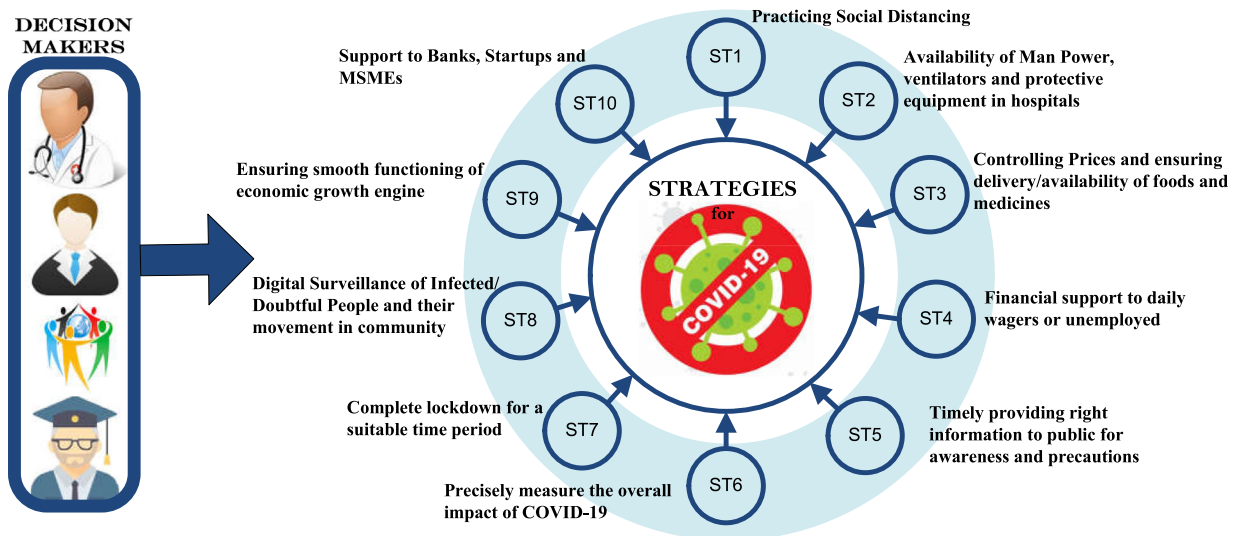 DECISION
MAKERS
Practicing Social Distancing
ST1
Availability of Man Power,
ventilators and protective
equipment in hospitals
ST2
Controlling Prices and ensuring
delivery/availability of foods and
medicines
ST3
Financial support to daily
wagers or unemployed
ST4
Timely providing right
information to public for
awareness and precautions
ST5
Precisely measure the overall
impact of COVID-19
ST6
Complete lockdown for a
suitable time period
ST7
Digital Surveillance of Infected/
Doubtful People and their
movement in community
ST8
Ensuring smooth functioning of
economic growth engine
ST9
Support to Banks, Startups and
MSMEs
ST10
STRATEGIES
for
COVID-19